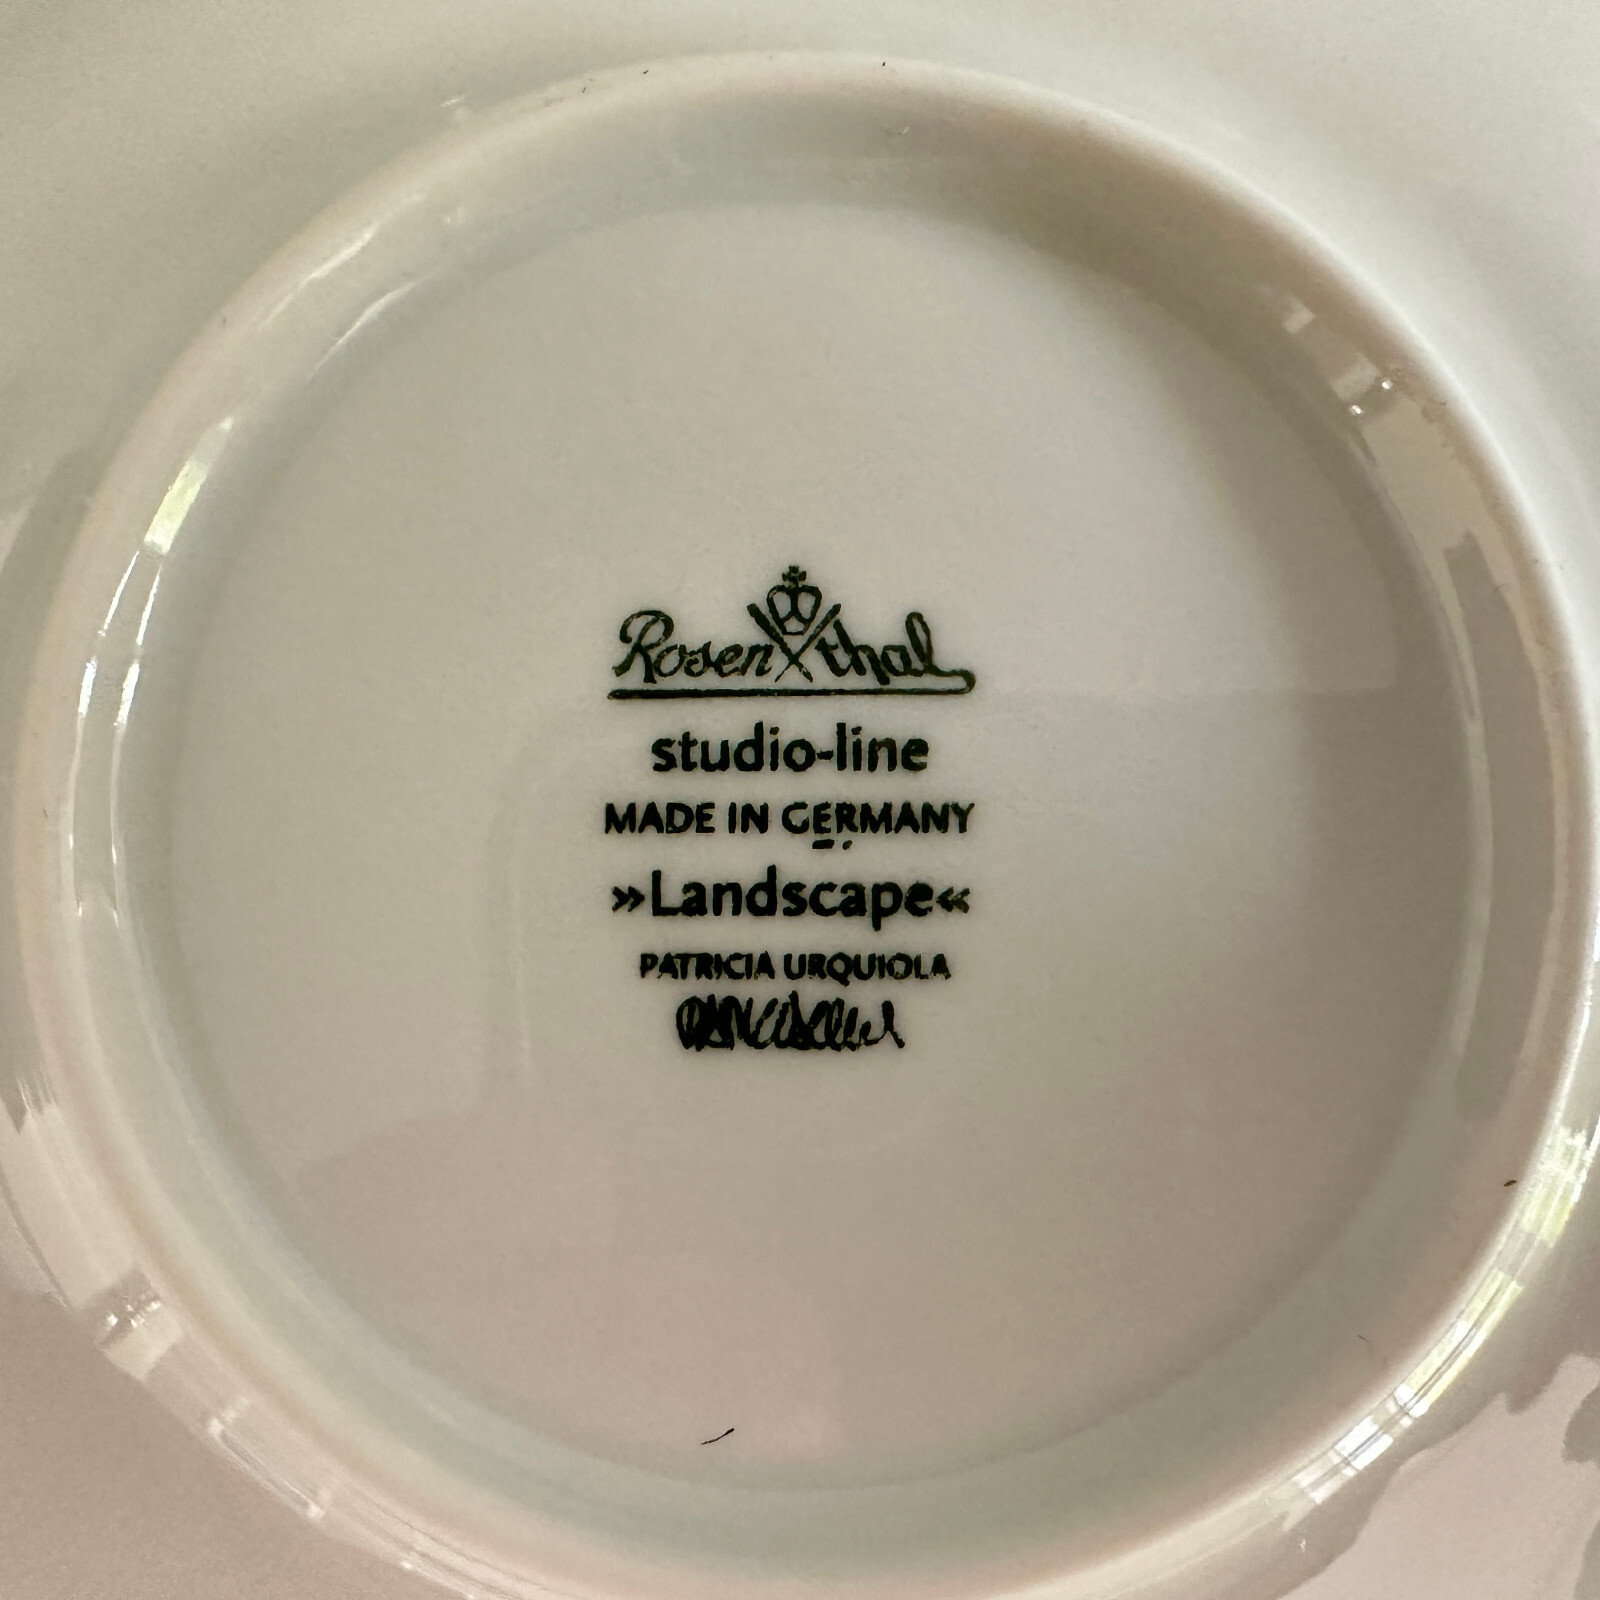 Rosenthal
studio-line
MADE IN GERMANY
»Landscape«
PATRICIA URQUIOLA